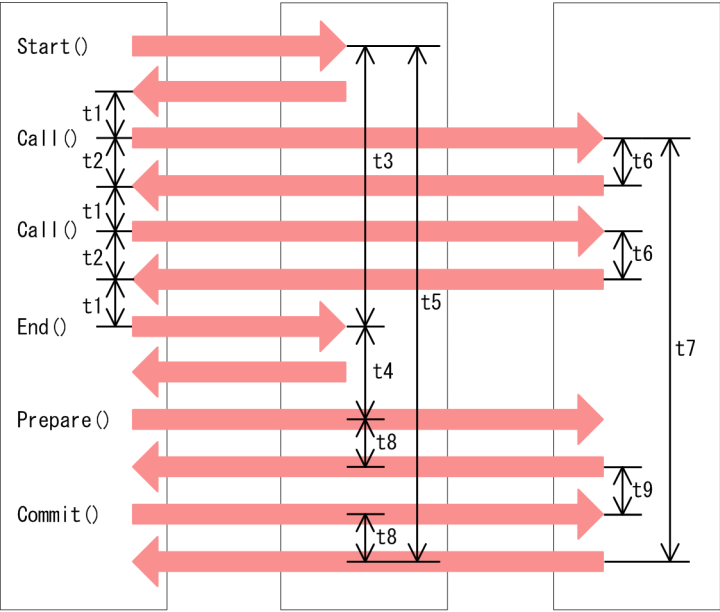 Start()
t1
Call()
t2
t3
t6
t1
Call()
t2
t6
t1
t5
End()
t7
t4
Prepare()
t8
t9
Commit()
t8